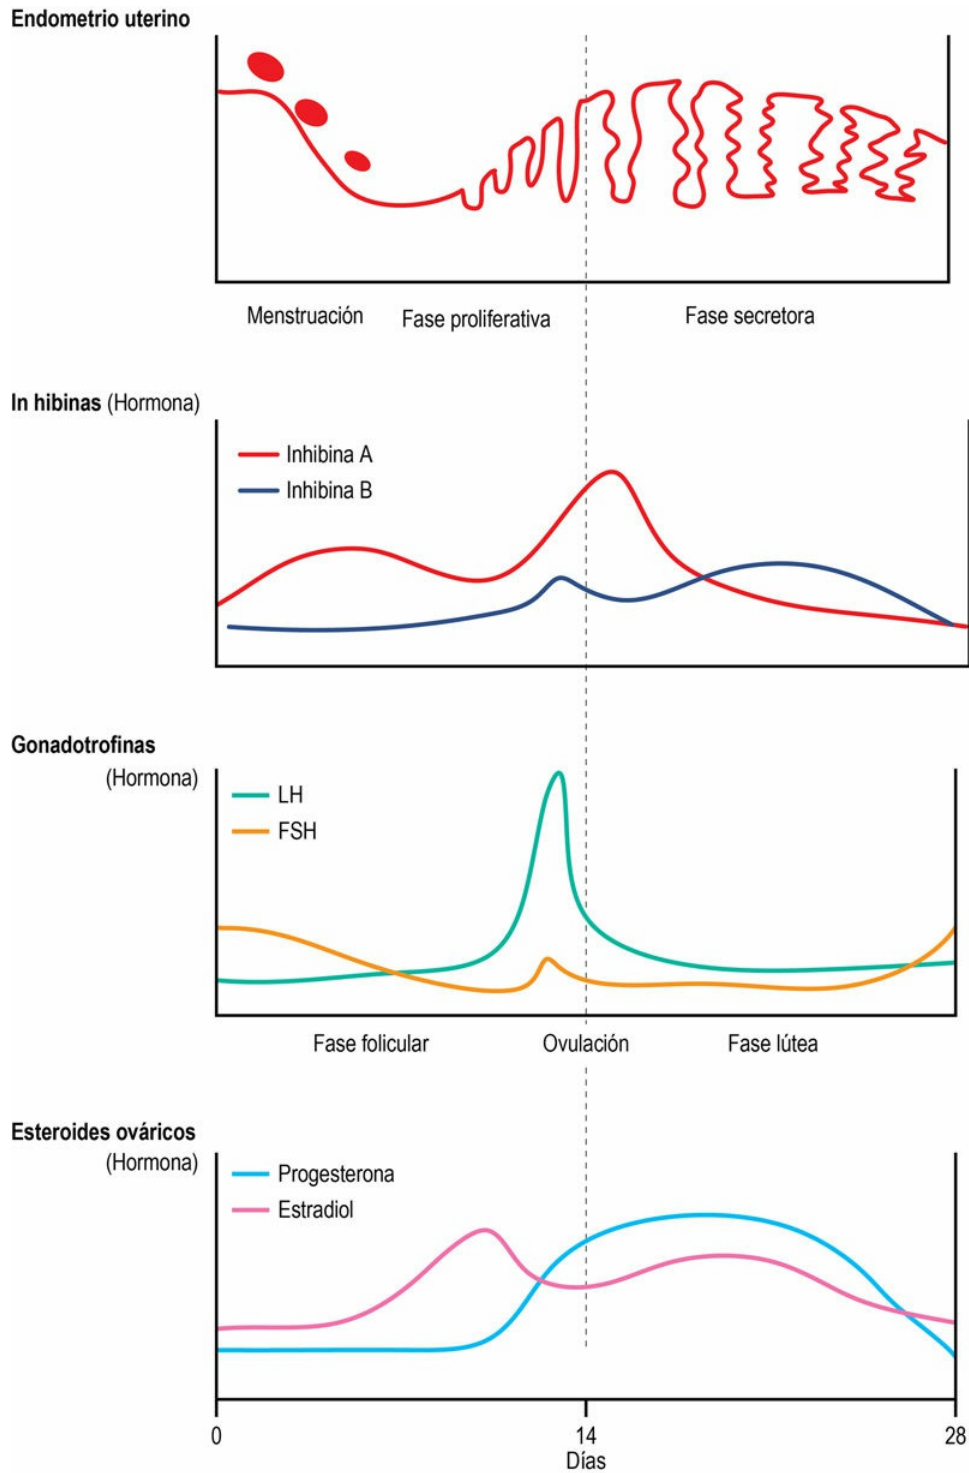 Endometrio uterino
Menstruación
Fase proliferativa
Fase secretora
In hibinas (Hormona)
Inhibina A
Inhibina B
Gonadotrofinas
(Hormona)
LH
FSH
Fase folicular
Ovulación
Fase lútea
Esteroides ováricos
(Hormona)
Progesterona
Estradiol
0
14
28
Días